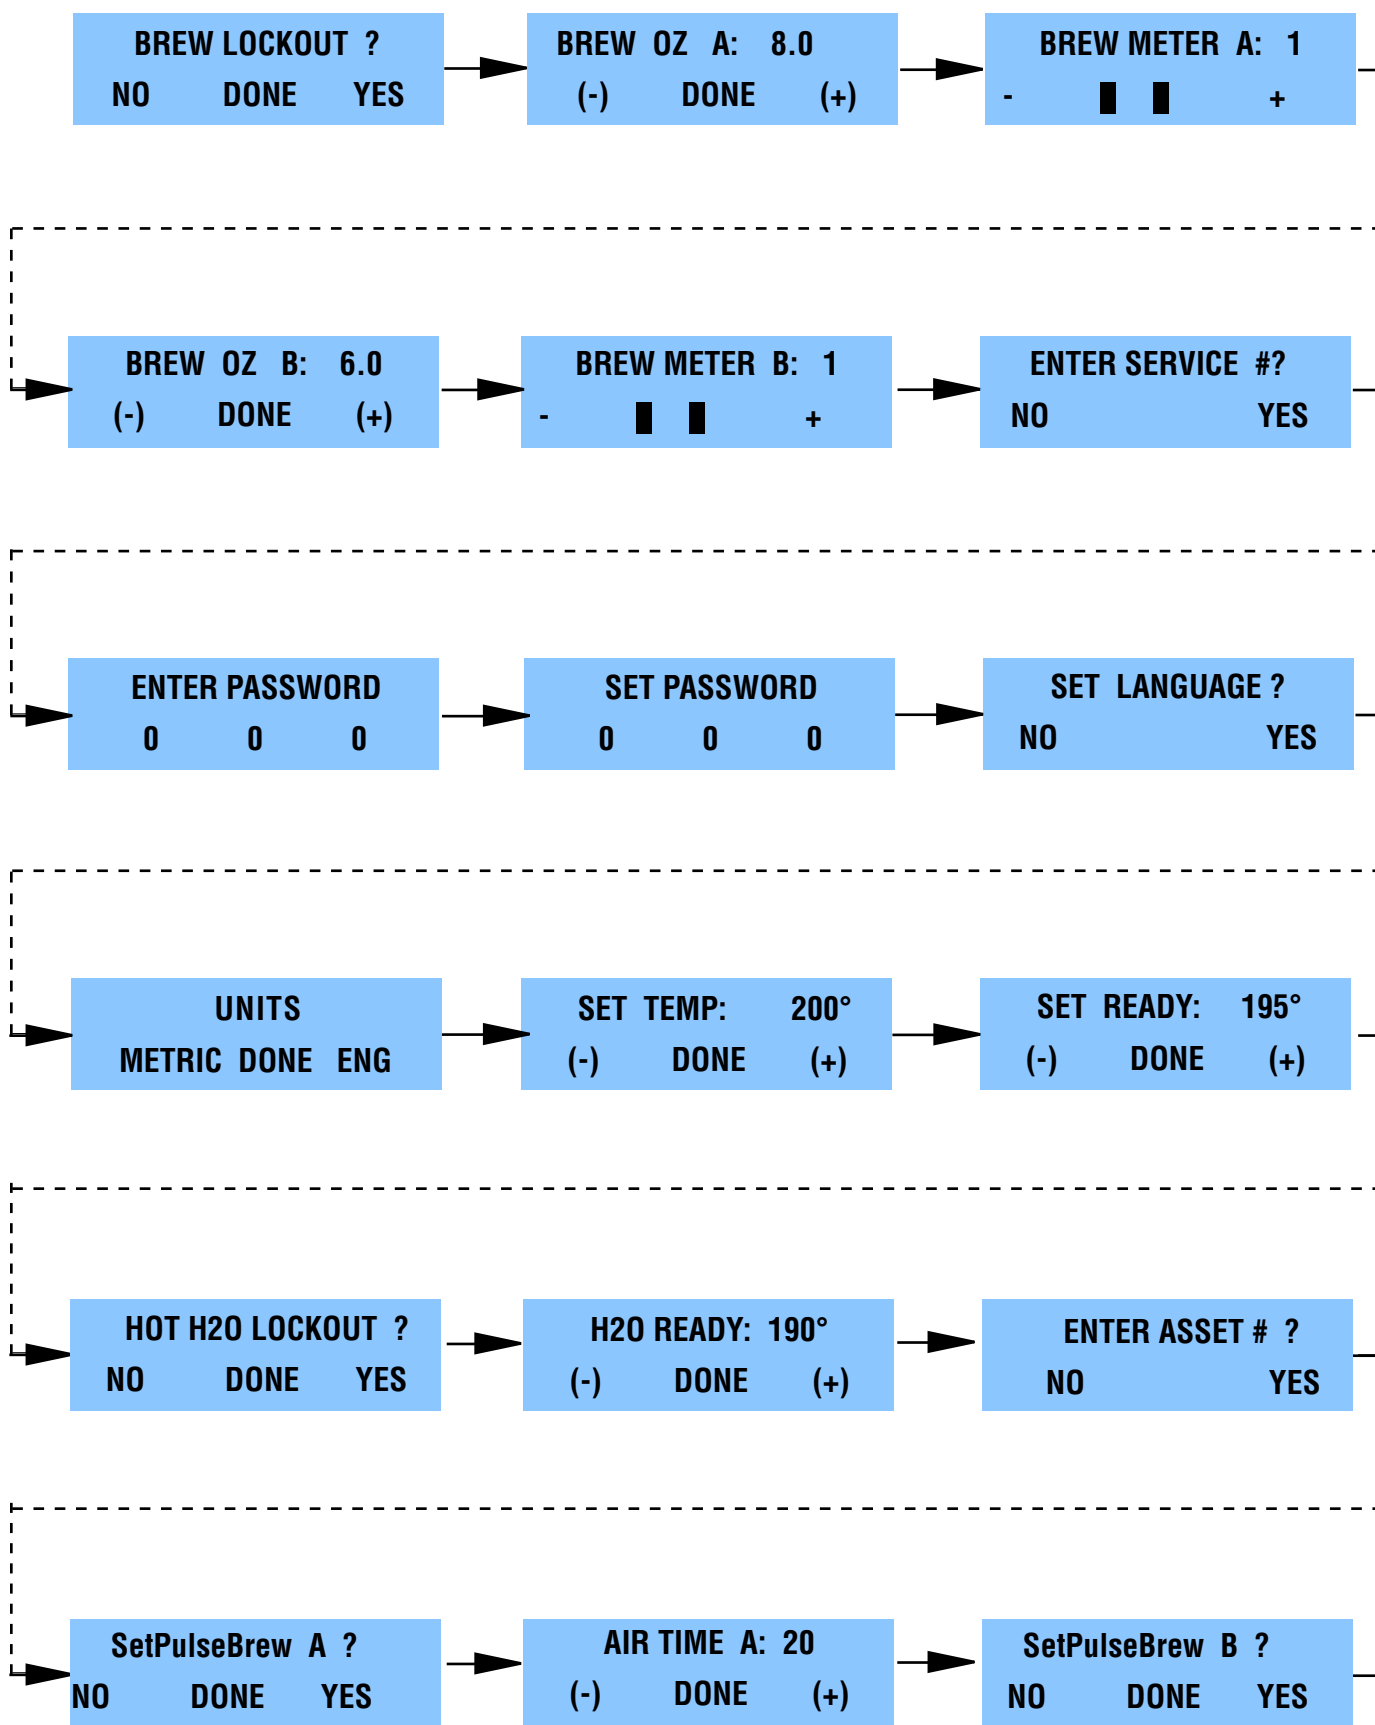 BREW LOCKOUT ?
NO DONE YES
BREW OZ A: 8.0
(-) DONE (+)
BREW METER A: 1
- +
BREW OZ B: 6.0
(-) DONE (+)
BREW METER B: 1
- +
ENTER SERVICE #?
NO YES
ENTER PASSWORD
0 0 0
SET PASSWORD
0 0 0
SET LANGUAGE ?
NO YES
UNITS
METRIC DONE ENG
SET TEMP: 200°
(-) DONE (+)
SET READY: 195°
(-) DONE (+)
HOT H2O LOCKOUT ?
NO DONE YES
H2O READY: 190°
(-) DONE (+)
ENTER ASSET # ?
NO YES
SetPulseBrew A ?
NO DONE YES
AIR TIME A: 20
(-) DONE (+)
SetPulseBrew B ?
NO DONE YES